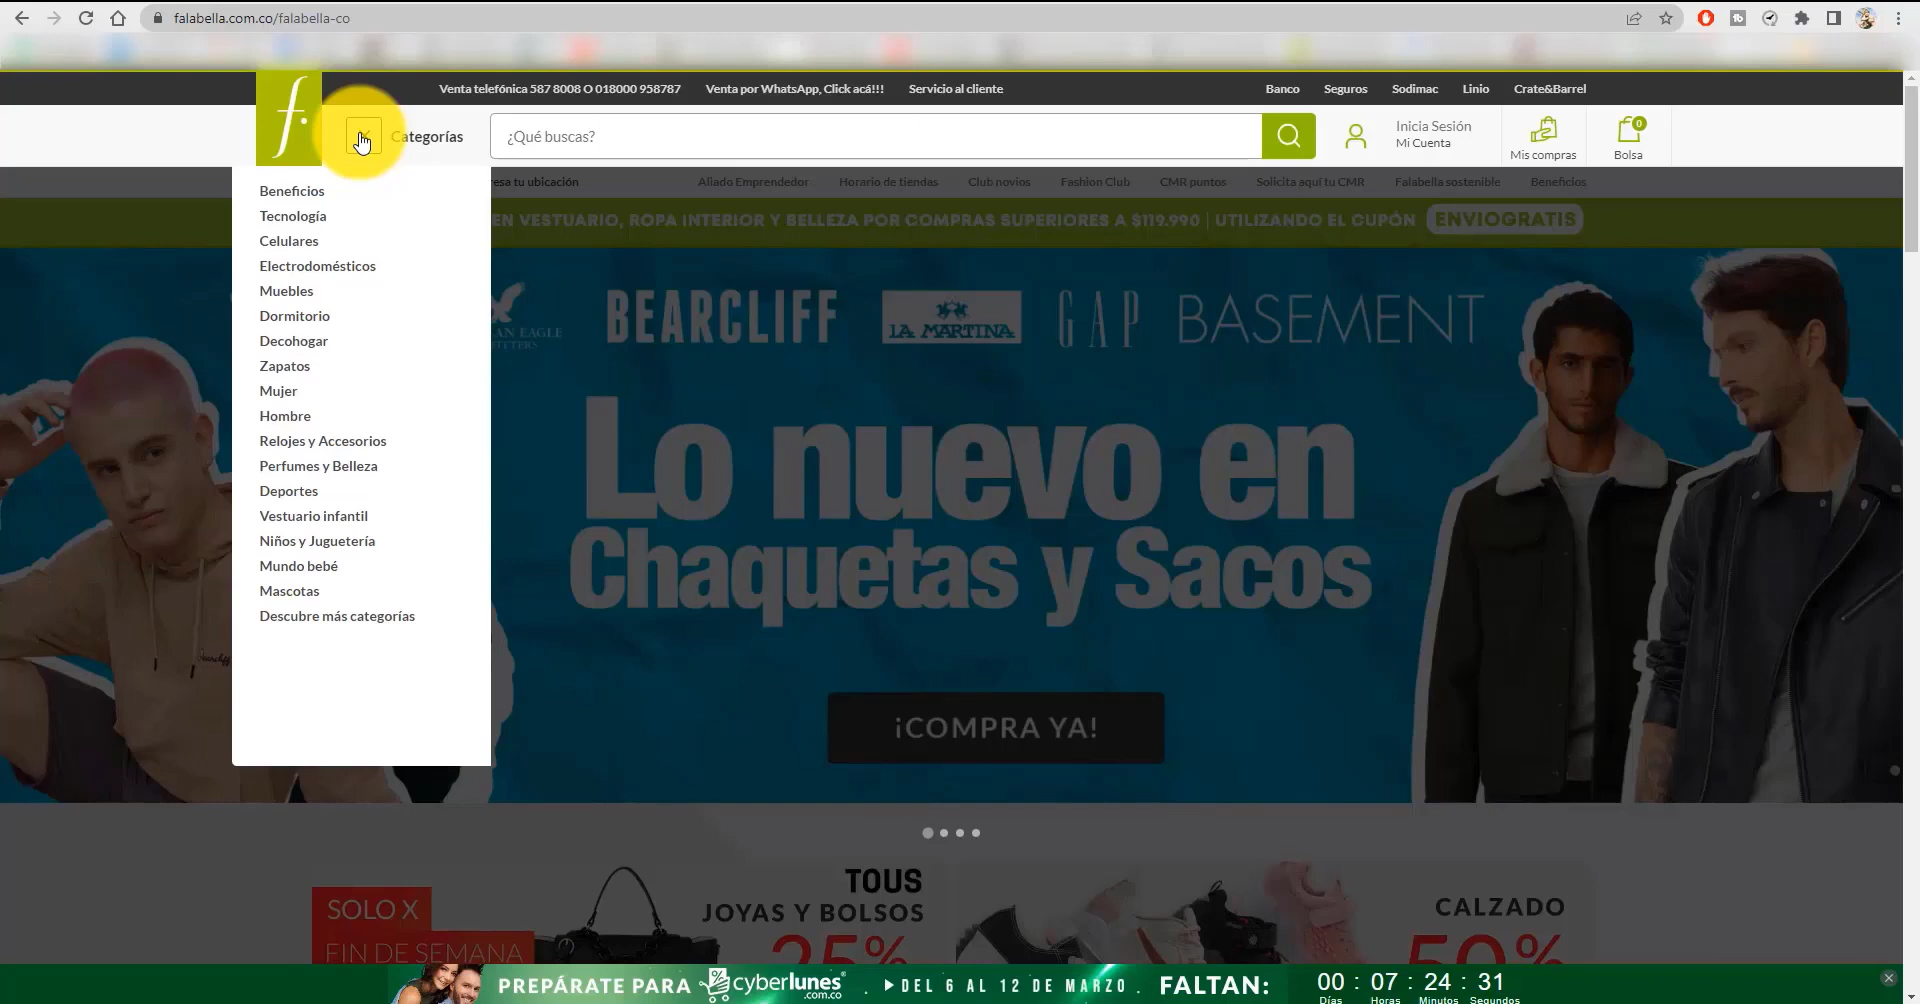 falabella.com.co/falabella-co
Venta telefónica 587 8008 O 018000 958787 Venta por WhatsApp, Click acá!!! Servicio al cliente Banco Seguros Sodimac Linio Crate&Barrel
f.
Categorías
¿Qué buscas?
Inicia Sesión
Mi Cuenta
Mis compras
0
Bolsa
tu ubicación Aliado Emprendedor Horario de tiendas Club novios Fashion Club CMR puntos Solicita aquí tu CMR Falabella sostenible Beneficios
EN VESTUARIO, ROPA INTERIOR Y BELLEZA POR COMPRAS SUPERIORES A $119.990 | UTILIZANDO EL CUPÓN ENVIOGRATIS
Beneficios
Tecnología
Celulares
Electrodomésticos
Muebles
Dormitorio
Decohogar
Zapatos
Mujer
Hombre
Relojes y Accesorios
Perfumes y Belleza
Deportes
Vestuario infantil
Niños y Juguetería
Mundo bebé
Mascotas
Descubre más categorías
EAGLE
BEARCLIFF LA MARTINA GAP BASEMENT
Lo nuevo en
Chaquetas y Sacos
¡COMPRA YA!
SOLO X
FIN DE SEMANA
TOUS
JOYAS Y BOLSOS
25%
CALZADO
50%
PREPÁRATE PARA cyberlunes .com.co DEL 6 AL 12 DE MARZO FALTAN: 00 : 07 : 24 : 31
Días Horas Minutos Segundos